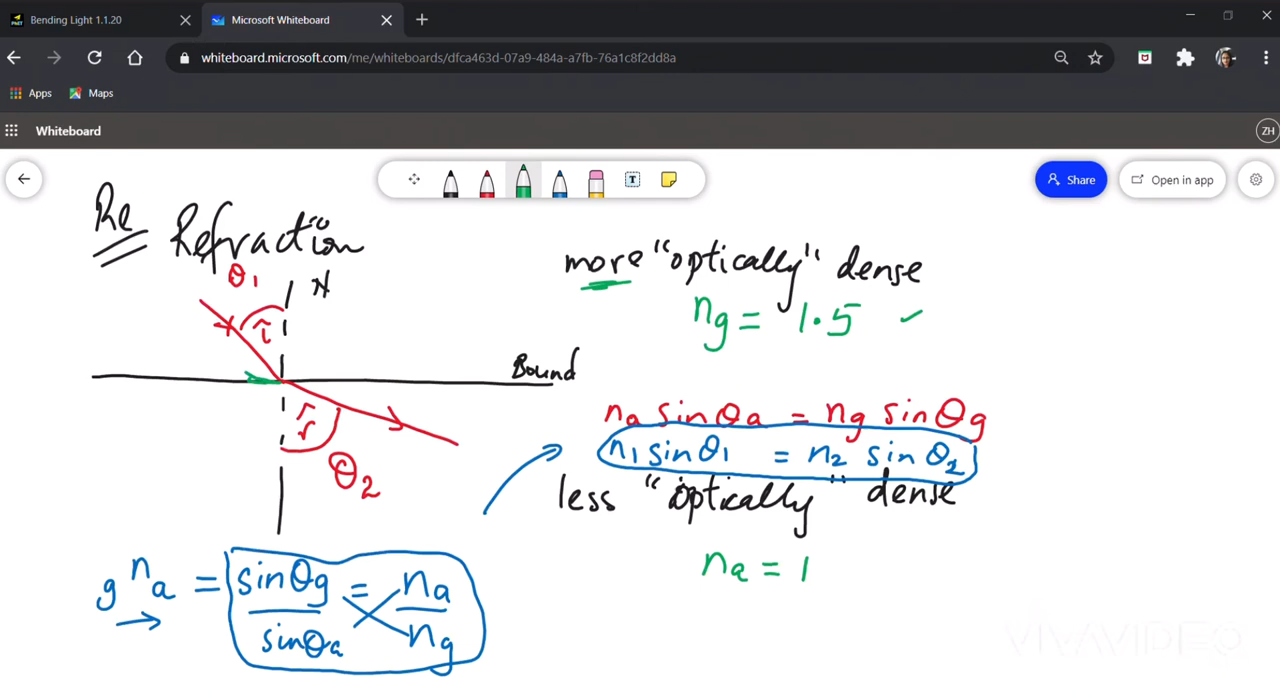 Bending Light 1.1.20
Microsoft Whiteboard
whiteboard.microsoft.com/me/whiteboards/dfca463d-07a9-484a-a7fb-76a1c8f2dd8a
Apps Maps
Whiteboard ZH
Share Open in app
Re Refraction
θ1 N
î
Bound
r̂
θ2
more "optically" dense
ng = 1.5 ✓
na sinθa = ng sinθg
n1 sinθ1 = n2 sinθ2
less "optically" dense
na = 1
gna = sinθg/sinθa = na/ng
VIVAVIDEO